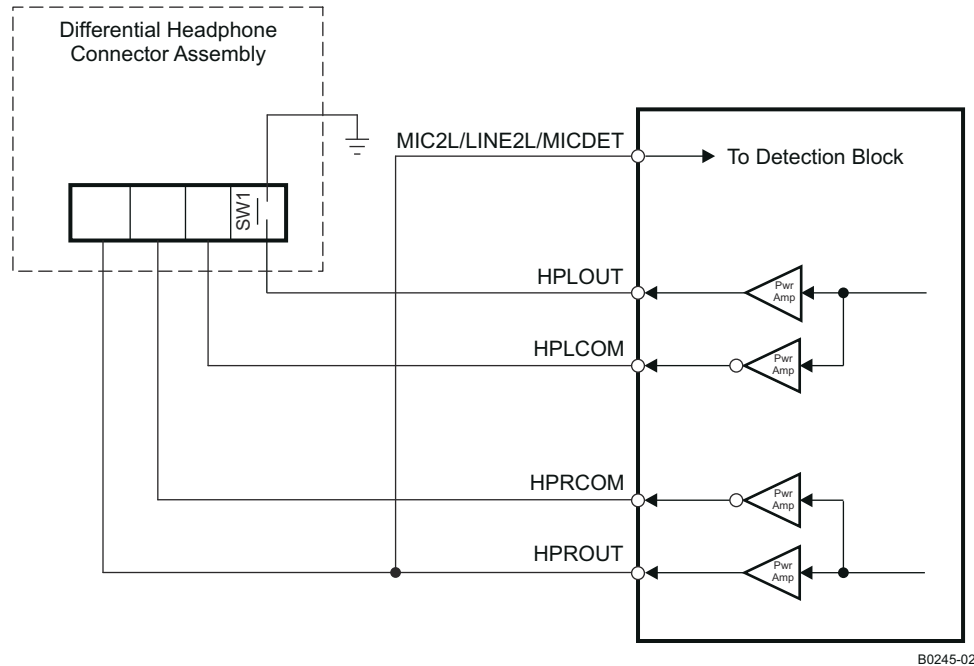 Differential Headphone
Connector Assembly
MIC2L/LINE2L/MICDET
To Detection Block
SW1
HPLOUT
Pwr
Amp
HPLCOM
Pwr
Amp
HPRCOM
Pwr
Amp
HPROUT
Pwr
Amp
B0245-02